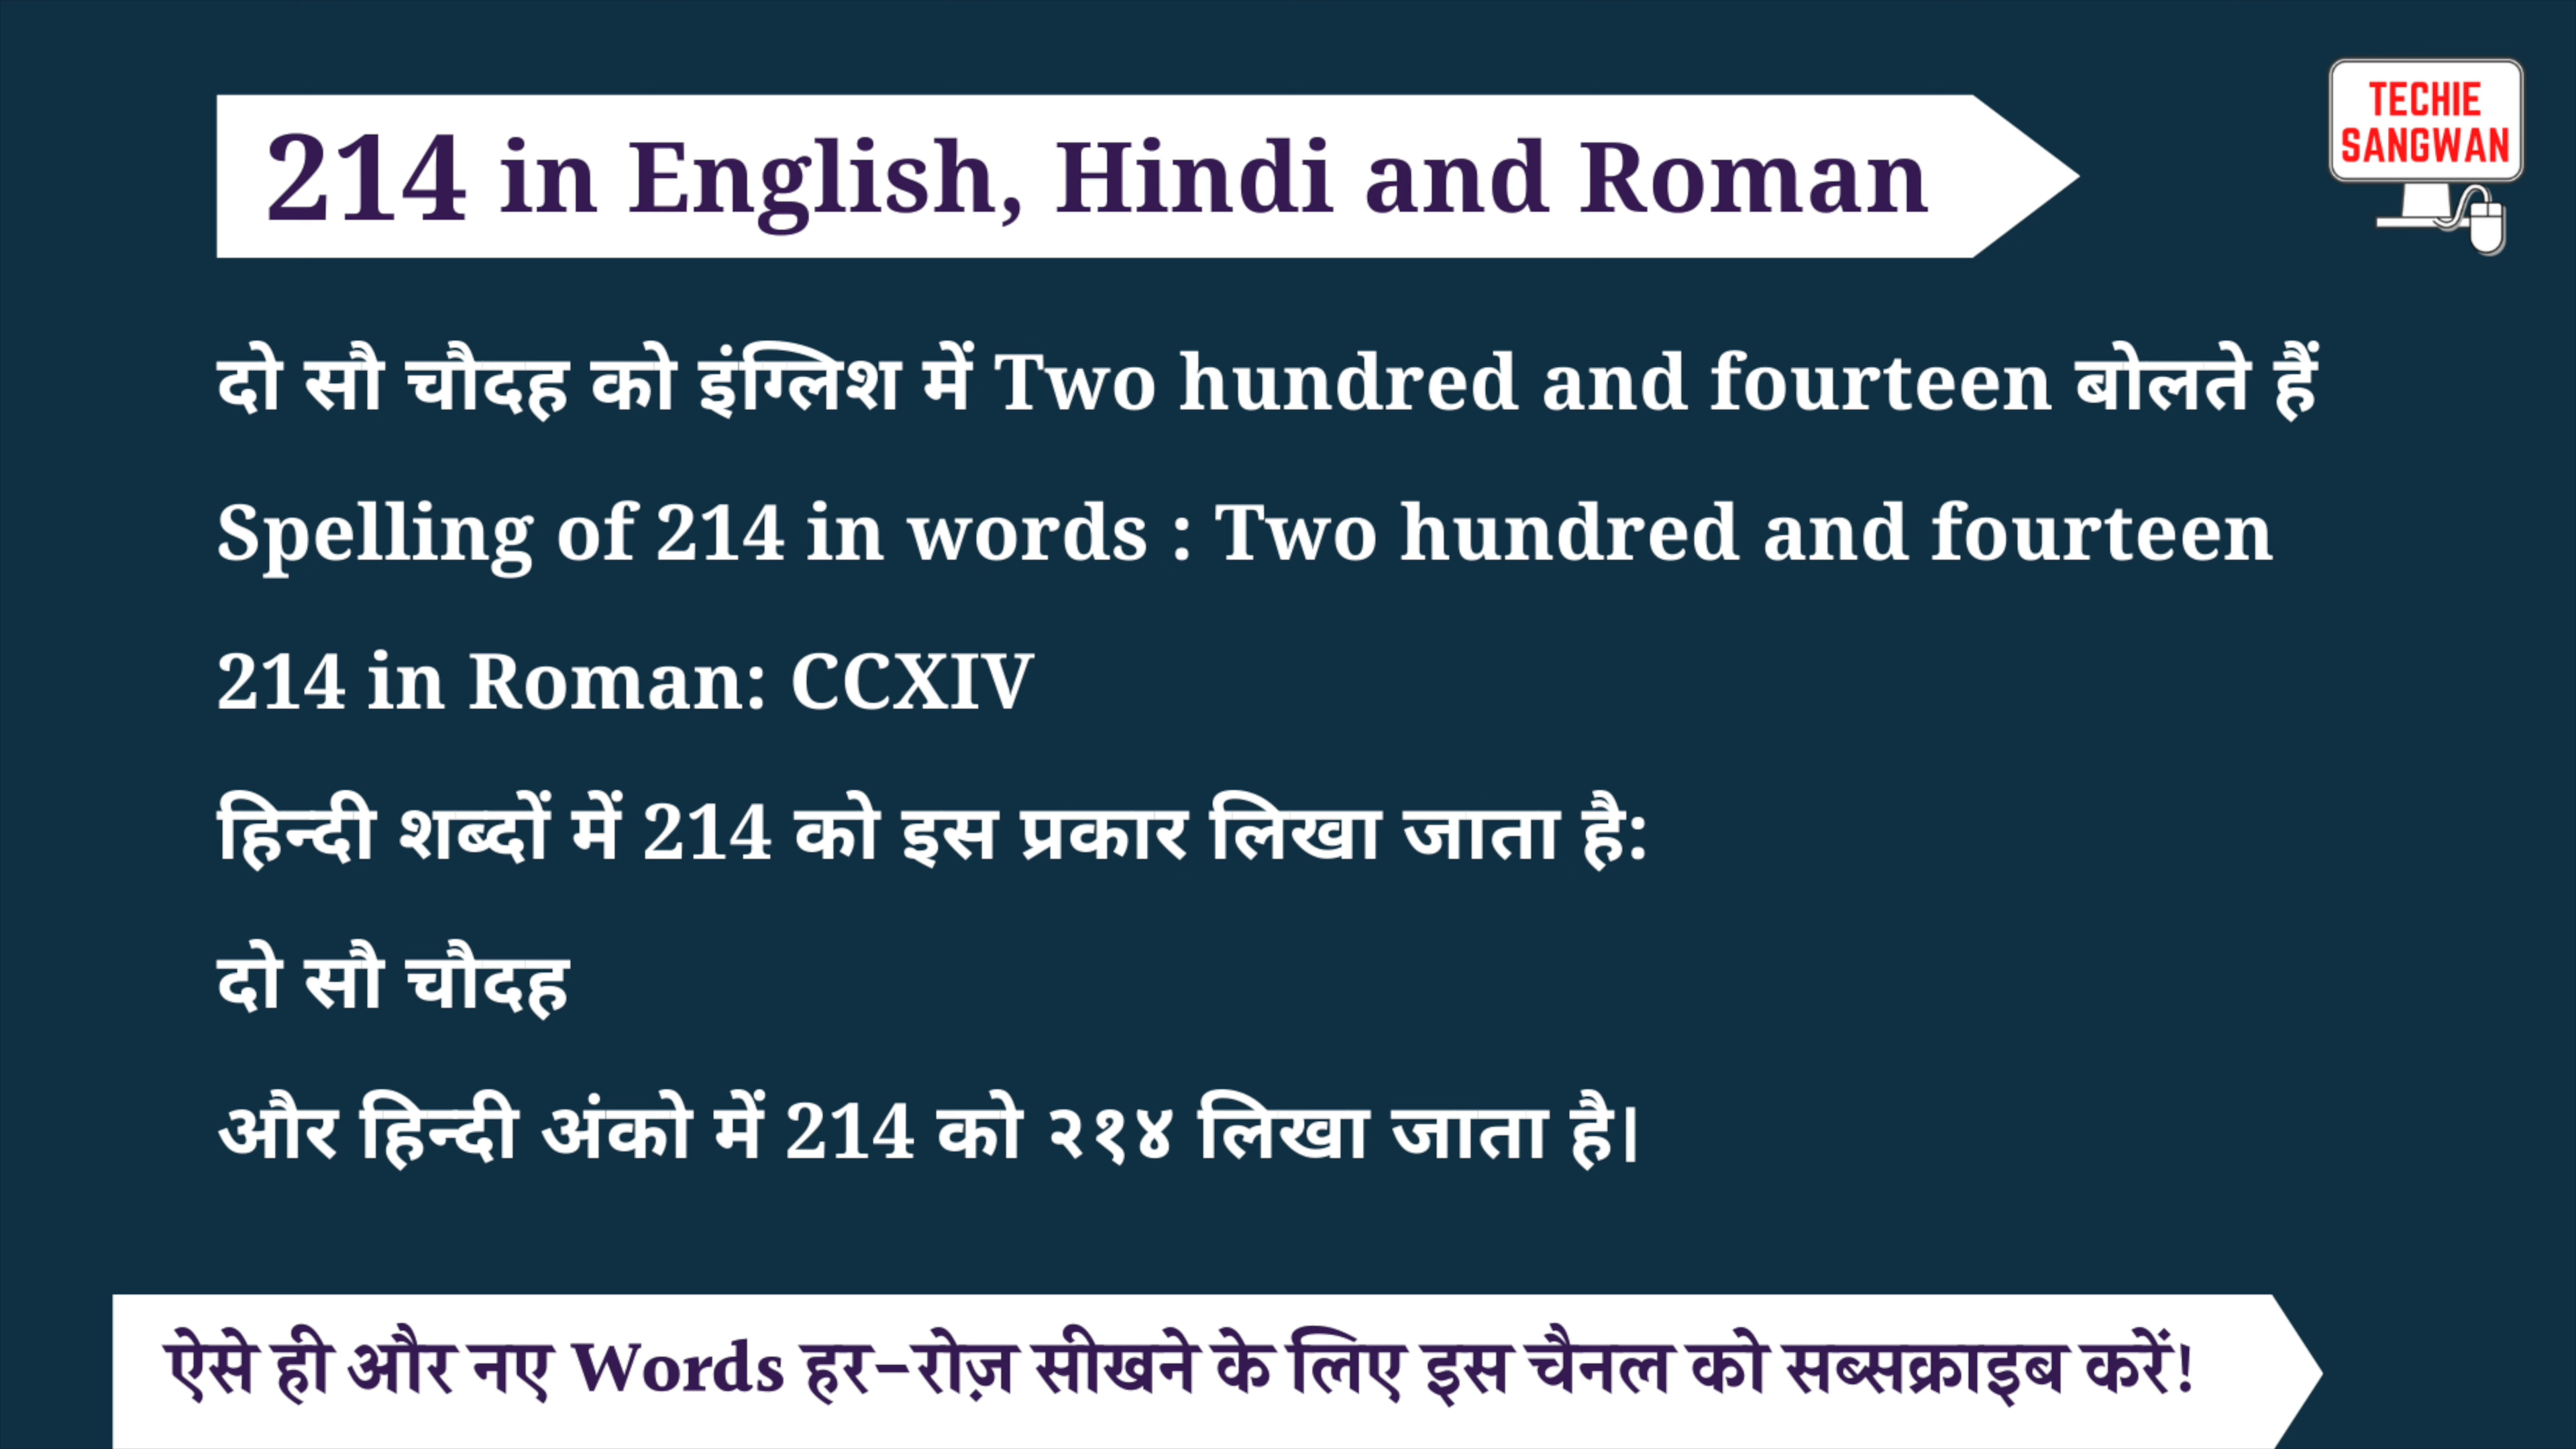 214 in English, Hindi and Roman
TECHIE
SANGWAN
दो सौ चौदह को इंग्लिश में Two hundred and fourteen बोलते हैं
Spelling of 214 in words : Two hundred and fourteen
214 in Roman: CCXIV
हिन्दी शब्दों में 214 को इस प्रकार लिखा जाता है:
दो सौ चौदह
और हिन्दी अंको में 214 को २१४ लिखा जाता है।
ऐसे ही और नए Words हर-रोज़ सीखने के लिए इस चैनल को सब्सक्राइब करें!